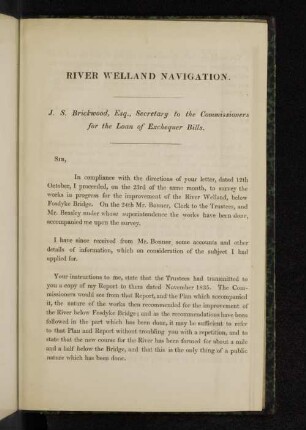 RIVER WELLAND NAVIGATION.
J. S. Brickwood, Esq., Secretary to the Commissioners
for the Loan of Exchequer Bills.
SIR,
In compliance with the directions of your letter, dated 12th
October, I proceeded, on the 23rd of the same month, to survey the
works in progress for the improvement of the River Welland, below
Fosdyke Bridge. On the 24th Mr. Bonner, Clerk to the Trustees, and
Mr. Beasley under whose superintendence the works have been done,
accompanied me upon the survey.
I have since received from Mr. Bonner some accounts and other
details of information, which on consideration of the subject I had
applied for.
Your instructions to me, state that the Trustees had transmitted to
you a copy of my Report to them dated November 1835. The Com-
missioners would see from that Report, and the Plan which accompanied
it, the nature of the works then recommended for the improvement of
the River below Fosdyke Bridge; and as the recommendations have been
followed in the part which has been done, it may be sufficient to refer
to that Plan and Report without troubling you with a repetition, and to
state that the new course for the River has been formed for about a mile
and a half below the Bridge, and that this is the only thing of a public
nature which has been done.